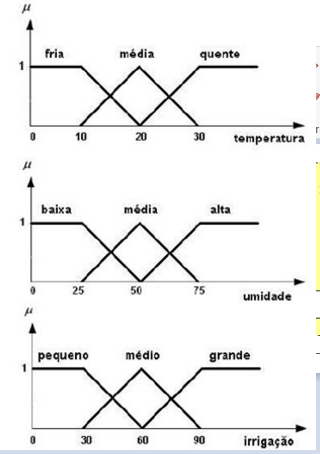 μ
fria média quente
1
0 10 20 30 temperatura
μ
baixa média alta
1
0 25 50 75 umidade
μ
pequeno médio grande
1
0 30 60 90 irrigação